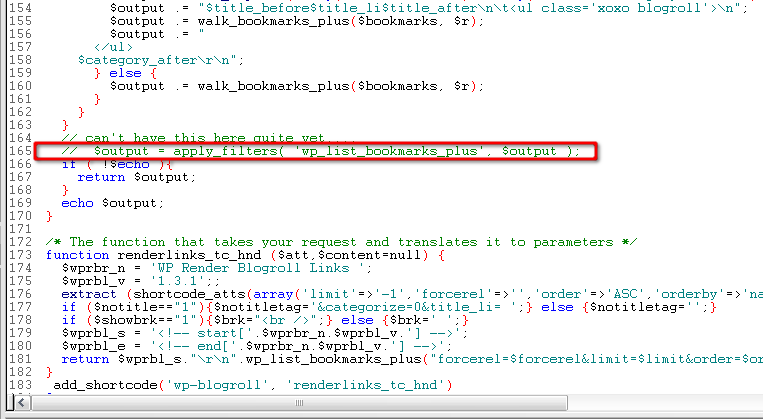 154 $output .= "$title_before$title_li$title_after\n\t<ul class='xoxo blogroll'>\n";
155 $output .= walk_bookmarks_plus($bookmarks, $r);
156 $output .= "
157 </ul>
158 $category_after\r\n";
159 } else {
160 $output .= walk_bookmarks_plus($bookmarks, $r);
161 }
162 }
163 }
164 // can't have this here quite yet
165 // $output = apply_filters( 'wp_list_bookmarks_plus', $output );
166 if ( !$echo ){
167 return $output;
168 }
169 echo $output;
170 }
171
172 /* The function that takes your request and translates it to parameters */
173 function renderlinks_tc_hnd ($att,$content=null) {
174 $wprbr_n = 'WP Render Blogroll Links ';
175 $wprbl_v = '1.3.1';;
176 extract (shortcode_atts(array('limit'=>'-1','forcerel'=>'','order'=>'ASC','orderby'=>'na
177 if ($notitle=="1"){$notitletag='&categorize=0&title_li= ';} else {$notitletag='';}
178 if ($showbrk=="1"){$brk="<br />";} else {$brk=' ';}
179 $wprbl_s = '<!-- start['.$wprbr_n.$wprbl_v.'] -->';
180 $wprbl_e = '<!-- end['.$wprbr_n.$wprbl_v.'] -->';
181 return $wprbl_s."\r\n".wp_list_bookmarks_plus("forcerel=$forcerel&limit=$limit&order=$or
182 }
183 add_shortcode('wp-blogroll', 'renderlinks_tc_hnd')